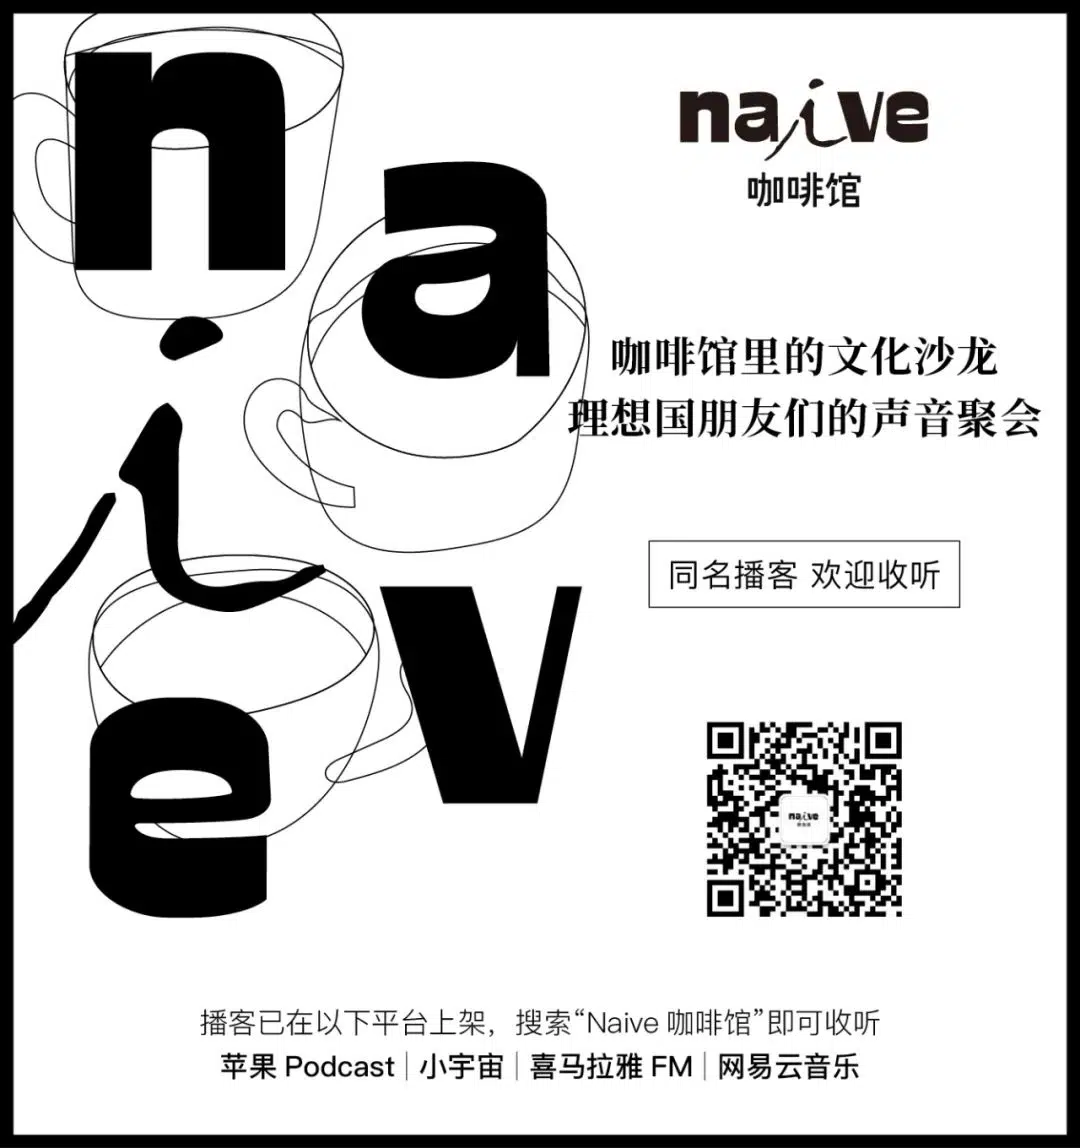 naive
naive
咖啡馆
咖啡馆里的文化沙龙
理想国朋友们的声音聚会
同名播客 欢迎收听
naive
播客已在以下平台上架，搜索“Naive 咖啡馆”即可收听
苹果 Podcast｜小宇宙｜喜马拉雅 FM｜网易云音乐